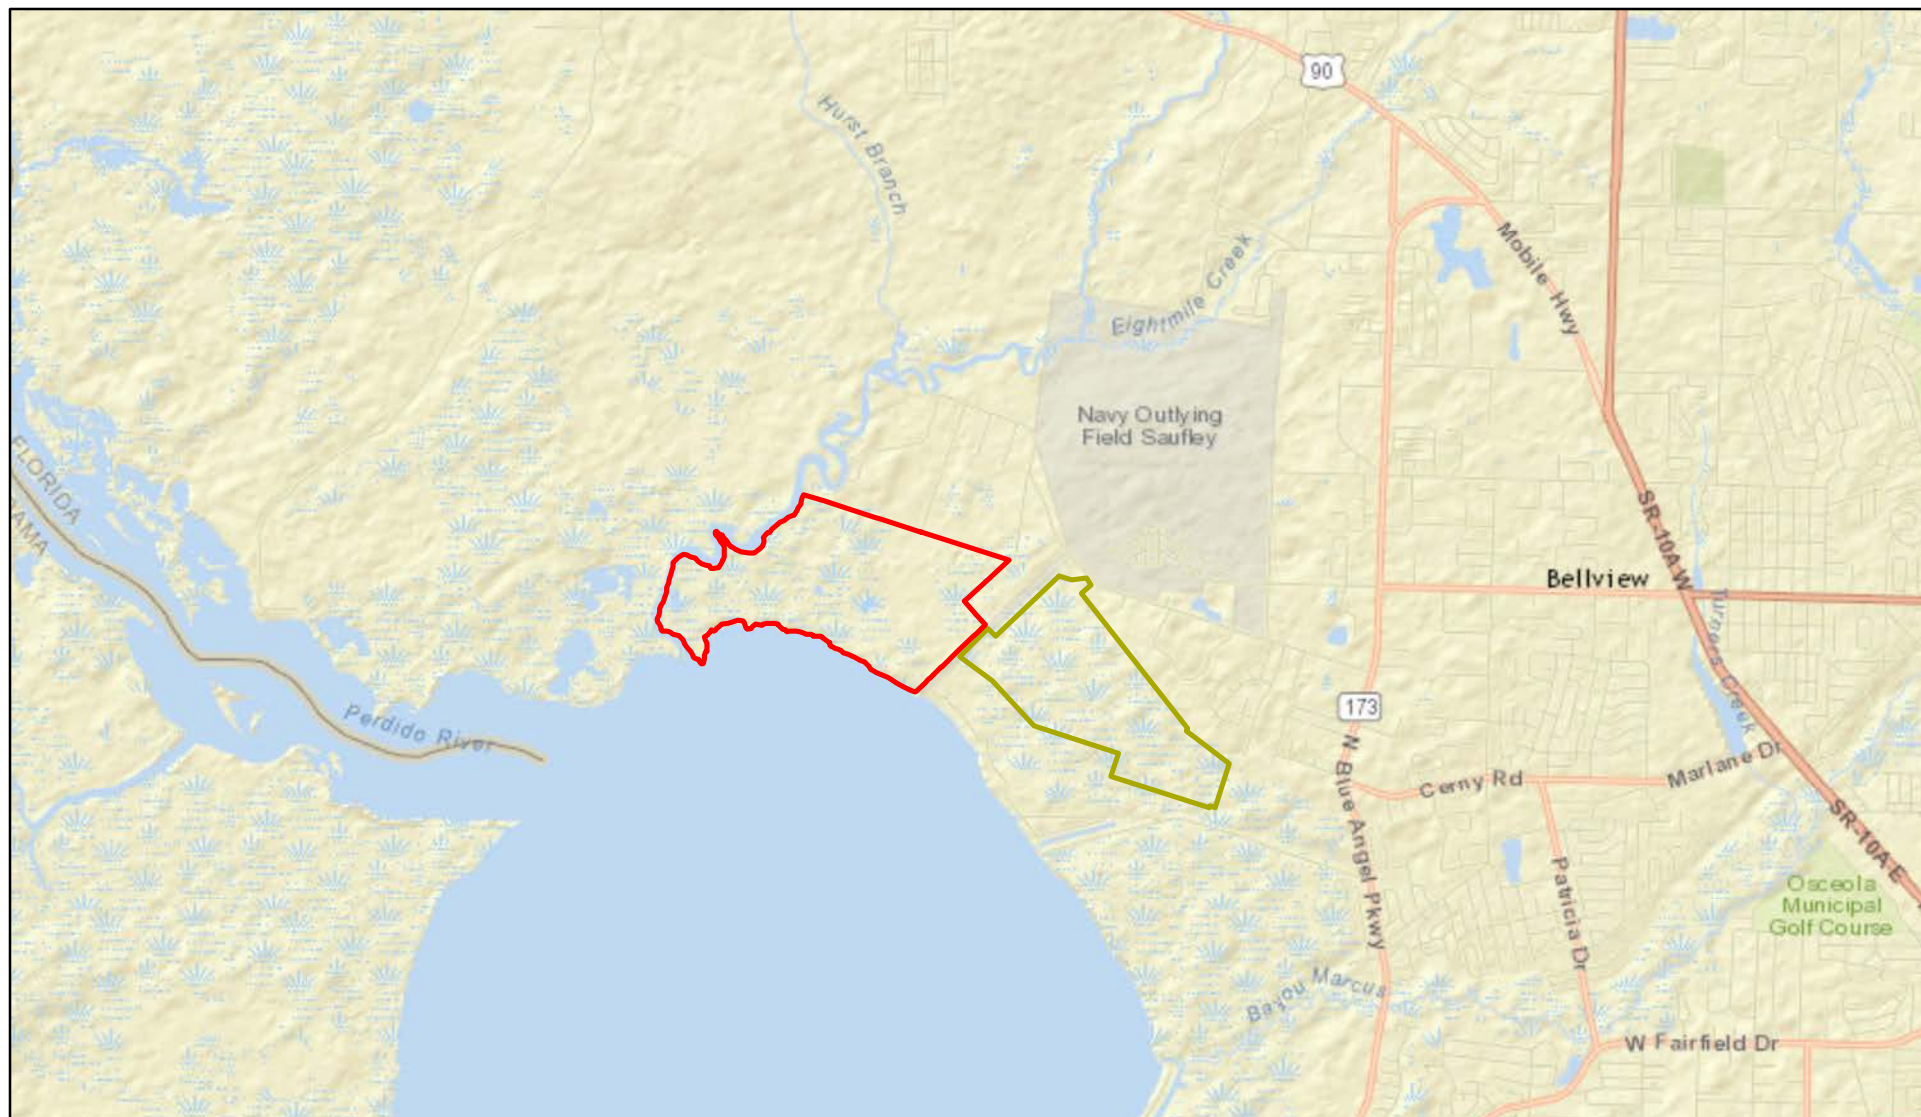 90
Hurst Branch
Mobile Hwy
Eightmile Creek
Navy Outlying
Field Saufley
FLORIDA
AMA
SR-10A W
Bellview
Turners Creek
173
Perdido River
N Blue Angel Pkwy
Cerny Rd
Marlane Dr
SR-10A E
Patricia Dr
Osceola
Municipal
Golf Course
Bayou Marcus
W Fairfield Dr